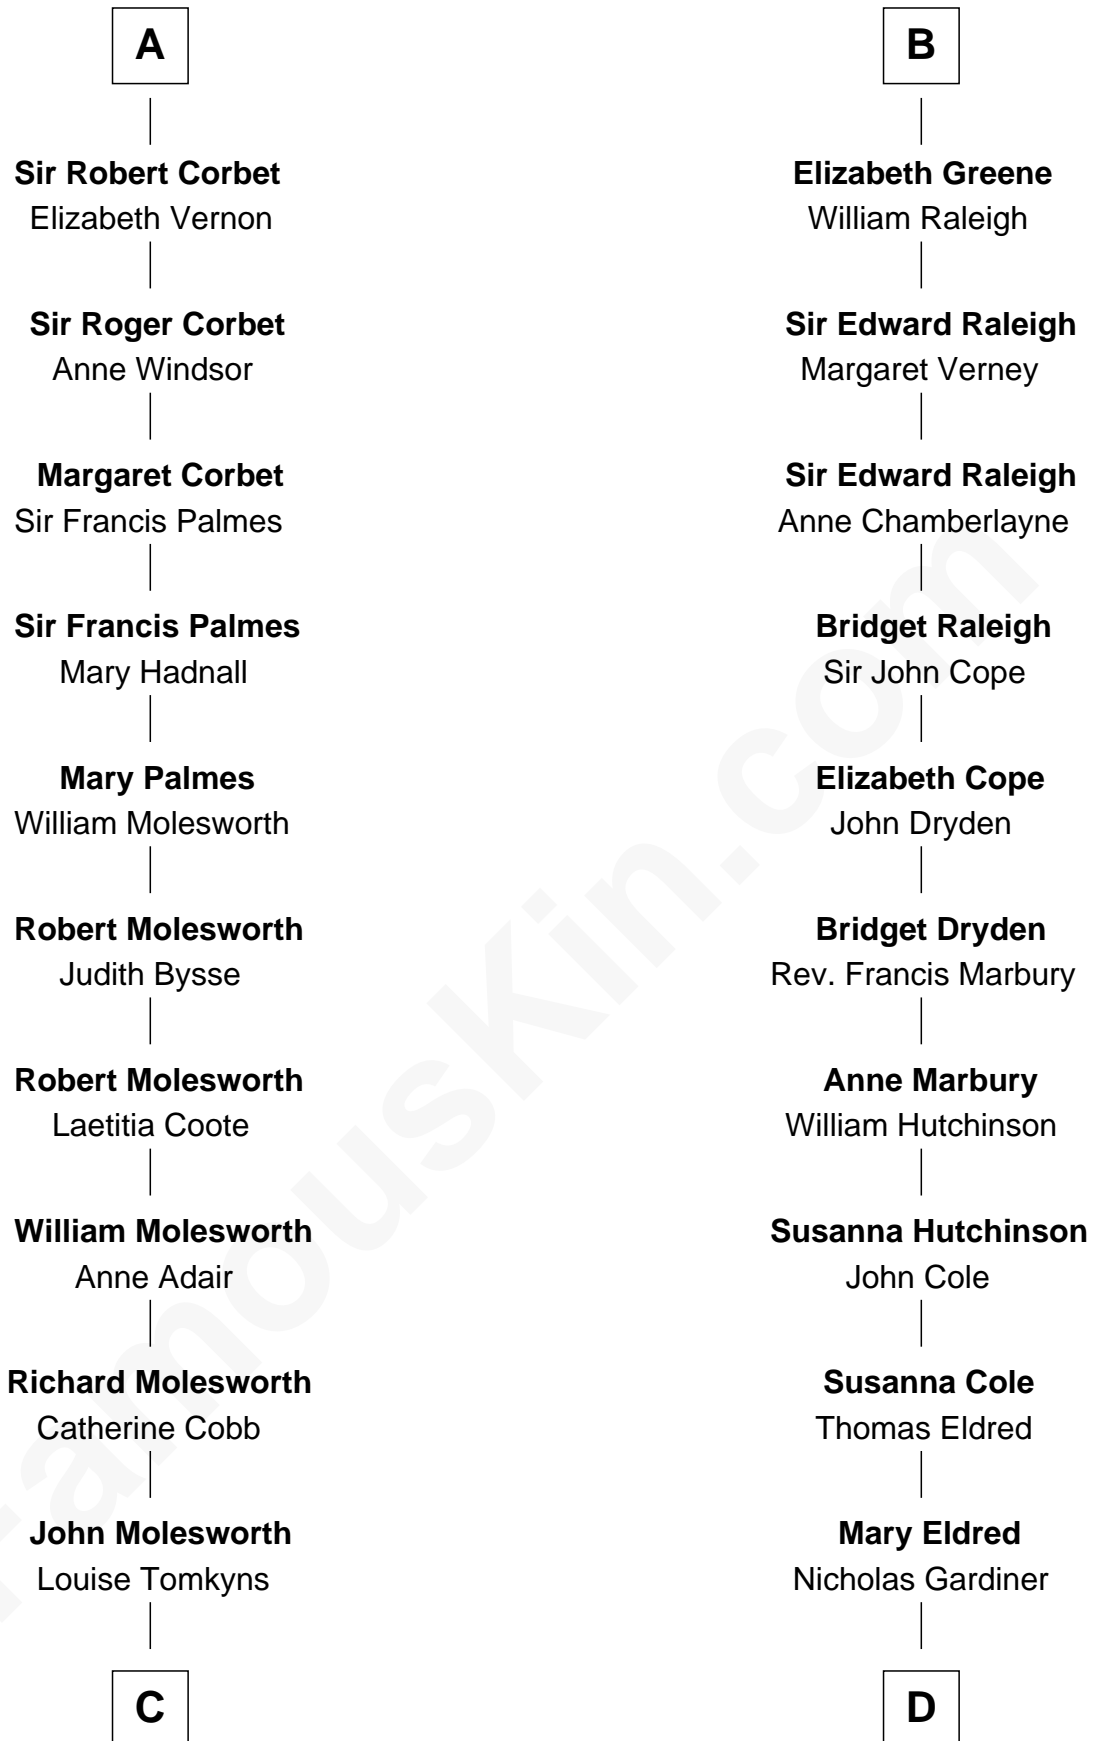 A
Sir Robert Corbet
Elizabeth Vernon
Sir Roger Corbet
Anne Windsor
Margaret Corbet
Sir Francis Palmes
Sir Francis Palmes
Mary Hadnall
Mary Palmes
William Molesworth
Robert Molesworth
Judith Bysse
Robert Molesworth
Laetitia Coote
William Molesworth
Anne Adair
Richard Molesworth
Catherine Cobb
John Molesworth
Louise Tomkyns
C
B
Elizabeth Greene
William Raleigh
Sir Edward Raleigh
Margaret Verney
Sir Edward Raleigh
Anne Chamberlayne
Bridget Raleigh
Sir John Cope
Elizabeth Cope
John Dryden
Bridget Dryden
Rev. Francis Marbury
Anne Marbury
William Hutchinson
Susanna Hutchinson
John Cole
Susanna Cole
Thomas Eldred
Mary Eldred
Nicholas Gardiner
D
FamousKin.com